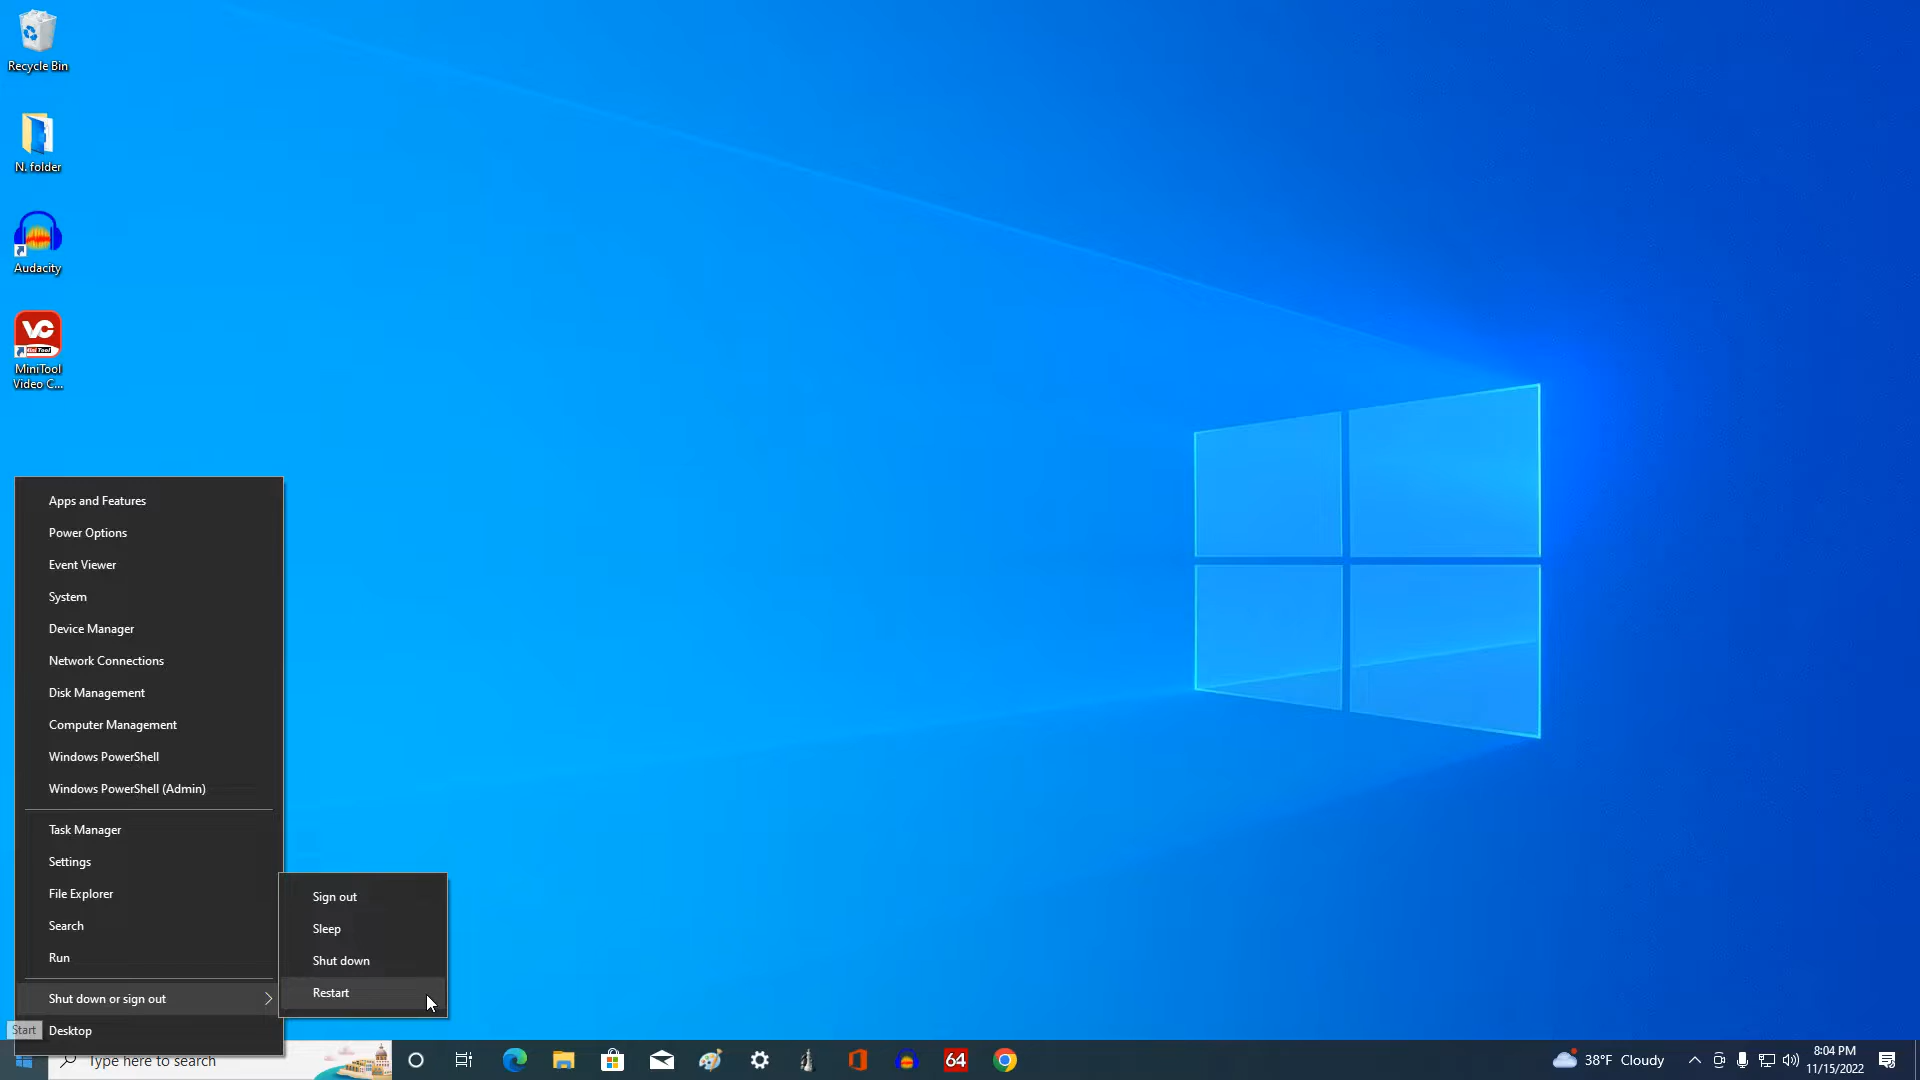 Recycle Bin
N. folder
Audacity
VC
Mini Tool
MiniTool
Video C...
Apps and Features
Power Options
Event Viewer
System
Device Manager
Network Connections
Disk Management
Computer Management
Windows PowerShell
Windows PowerShell (Admin)
Task Manager
Settings
File Explorer
Search
Run
Shut down or sign out
Desktop
Sign out
Sleep
Shut down
Restart
Start
Type here to search
64
38°F Cloudy
8:04 PM
11/15/2022